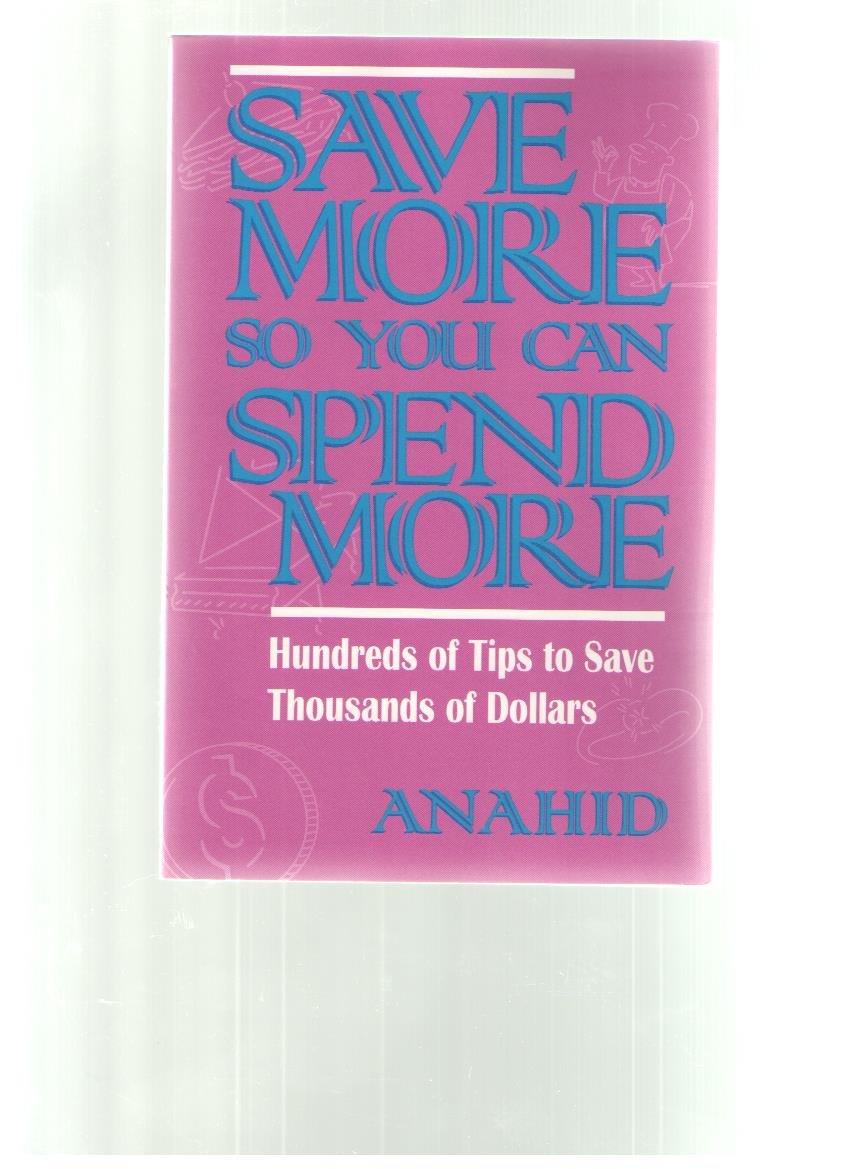 SAVE
MORE
SO YOU CAN
SPEND
MORE
Hundreds of Tips to Save
Thousands of Dollars
ANAHID